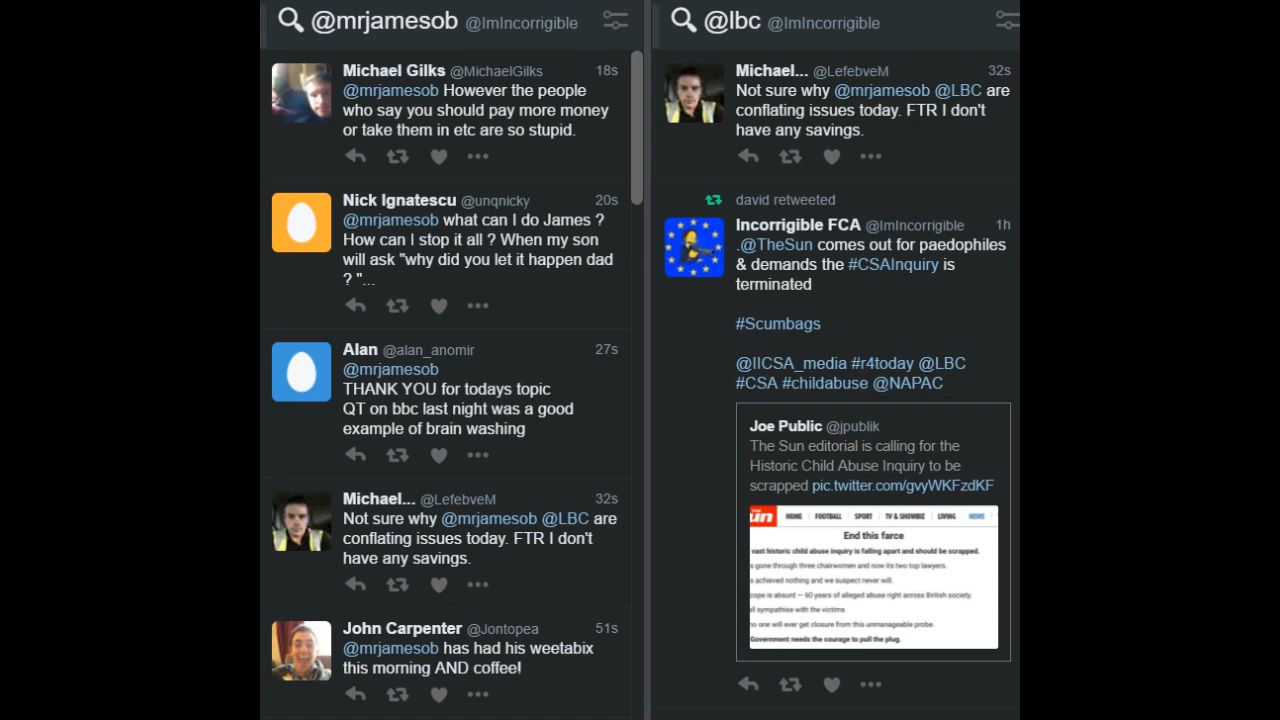 @mrjamesob @ImIncorrigible
Michael Gilks @MichaelGilks 18s
@mrjamesob However the people
who say you should pay more money
or take them in etc are so stupid.
Nick Ignatescu @unqnicky 20s
@mrjamesob what can I do James ?
How can I stop it all ? When my son
will ask "why did you let it happen dad
? "...
Alan @alan_anomir 27s
@mrjamesob
THANK YOU for todays topic
QT on bbc last night was a good
example of brain washing
Michael... @LefebveM 32s
Not sure why @mrjamesob @LBC are
conflating issues today. FTR I don't
have any savings.
John Carpenter @Jontopea 51s
@mrjamesob has had his weetabix
this morning AND coffee!
@lbc @ImIncorrigible
Michael... @LefebveM 32s
Not sure why @mrjamesob @LBC are
conflating issues today. FTR I don't
have any savings.
david retweeted
Incorrigible FCA @ImIncorrigible 1h
.@TheSun comes out for paedophiles
& demands the #CSAInquiry is
terminated
#Scumbags
@IICSA_media #r4today @LBC
#CSA #childabuse @NAPAC
Joe Public @jpublik
The Sun editorial is calling for the
Historic Child Abuse Inquiry to be
scrapped pic.twitter.com/gvyWKFzdKF
HOME FOOTBALL SPORT TV & SHOWBIZ LIVING NEWS
End this farce
vast historic child abuse inquiry is falling apart and should be scrapped.
s gone through three chairwomen and now its two top lawyers.
s achieved nothing and we suspect never will.
cope is absurd — 60 years of alleged abuse right across British society.
ll sympathise with the victims.
no one will ever get closure from this unmanageable probe.
Government needs the courage to pull the plug.